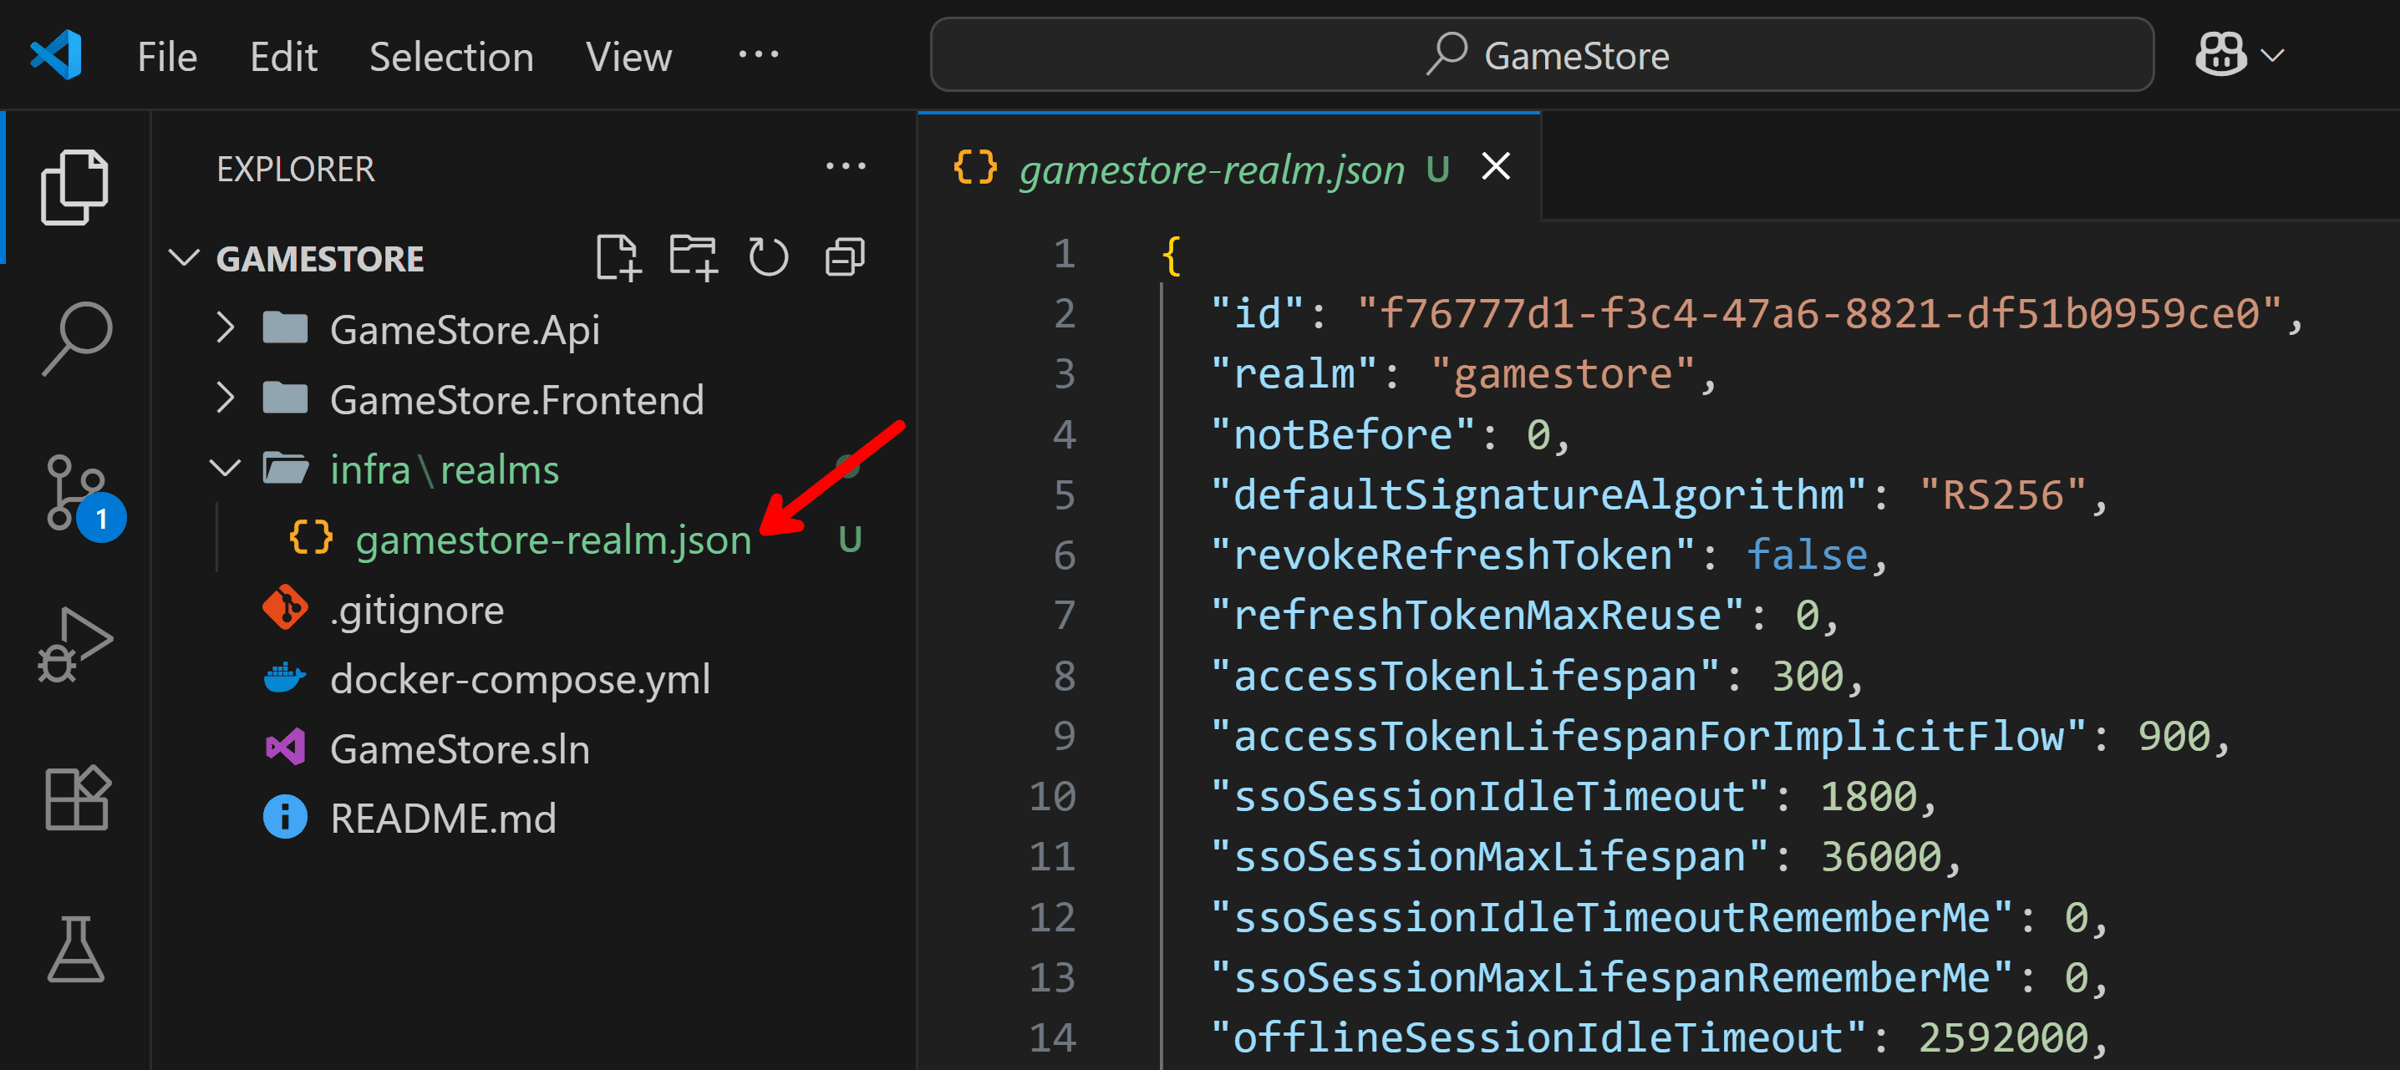 File Edit Selection View ··· GameStore
EXPLORER ···
GAMESTORE
GameStore.Api
GameStore.Frontend
infra\realms
gamestore-realm.json U
.gitignore
docker-compose.yml
GameStore.sln
README.md
1
{} gamestore-realm.json U
1 {
2 "id": "f76777d1-f3c4-47a6-8821-df51b0959ce0",
3 "realm": "gamestore",
4 "notBefore": 0,
5 "defaultSignatureAlgorithm": "RS256",
6 "revokeRefreshToken": false,
7 "refreshTokenMaxReuse": 0,
8 "accessTokenLifespan": 300,
9 "accessTokenLifespanForImplicitFlow": 900,
10 "ssoSessionIdleTimeout": 1800,
11 "ssoSessionMaxLifespan": 36000,
12 "ssoSessionIdleTimeoutRememberMe": 0,
13 "ssoSessionMaxLifespanRememberMe": 0,
14 "offlineSessionIdleTimeout": 2592000,